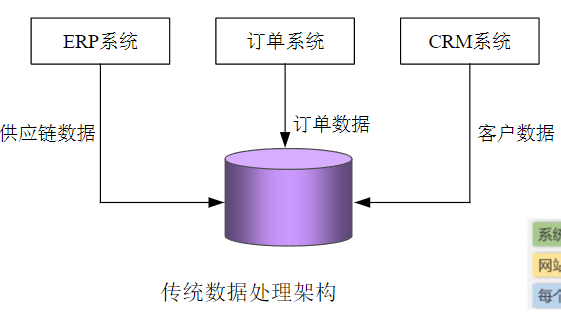 ERP系统
订单系统
CRM系统
供应链数据
订单数据
客户数据
传统数据处理架构
系统
网站
每个